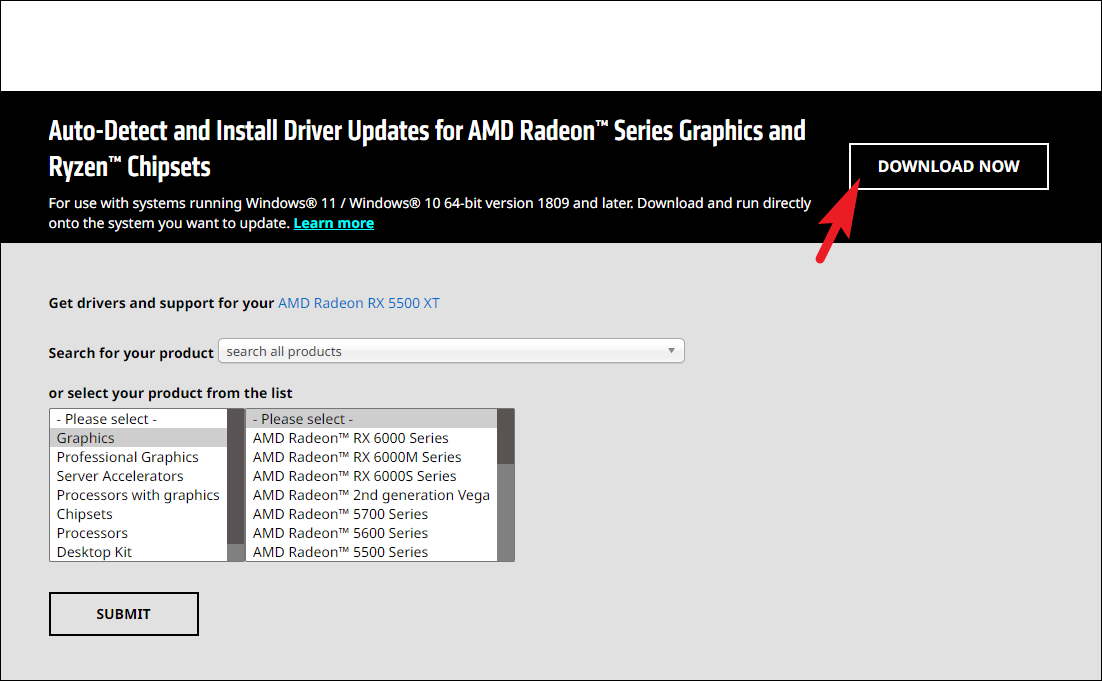 Auto-Detect and Install Driver Updates for AMD Radeon™ Series Graphics and
Ryzen™ Chipsets
For use with systems running Windows® 11 / Windows® 10 64-bit version 1809 and later. Download and run directly
onto the system you want to update. Learn more
DOWNLOAD NOW
Get drivers and support for your AMD Radeon RX 5500 XT
Search for your product search all products
or select your product from the list
- Please select -
Graphics
Professional Graphics
Server Accelerators
Processors with graphics
Chipsets
Processors
Desktop Kit
- Please select -
AMD Radeon™ RX 6000 Series
AMD Radeon™ RX 6000M Series
AMD Radeon™ RX 6000S Series
AMD Radeon™ 2nd generation Vega
AMD Radeon™ 5700 Series
AMD Radeon™ 5600 Series
AMD Radeon™ 5500 Series
SUBMIT